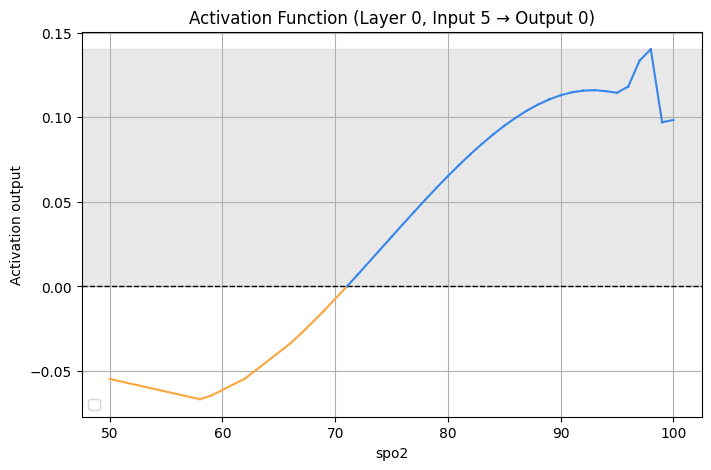 Activation Function (Layer 0, Input 5 → Output 0)
0.15
0.10
0.05
0.00
−0.05
Activation output
50 60 70 80 90 100
spo2